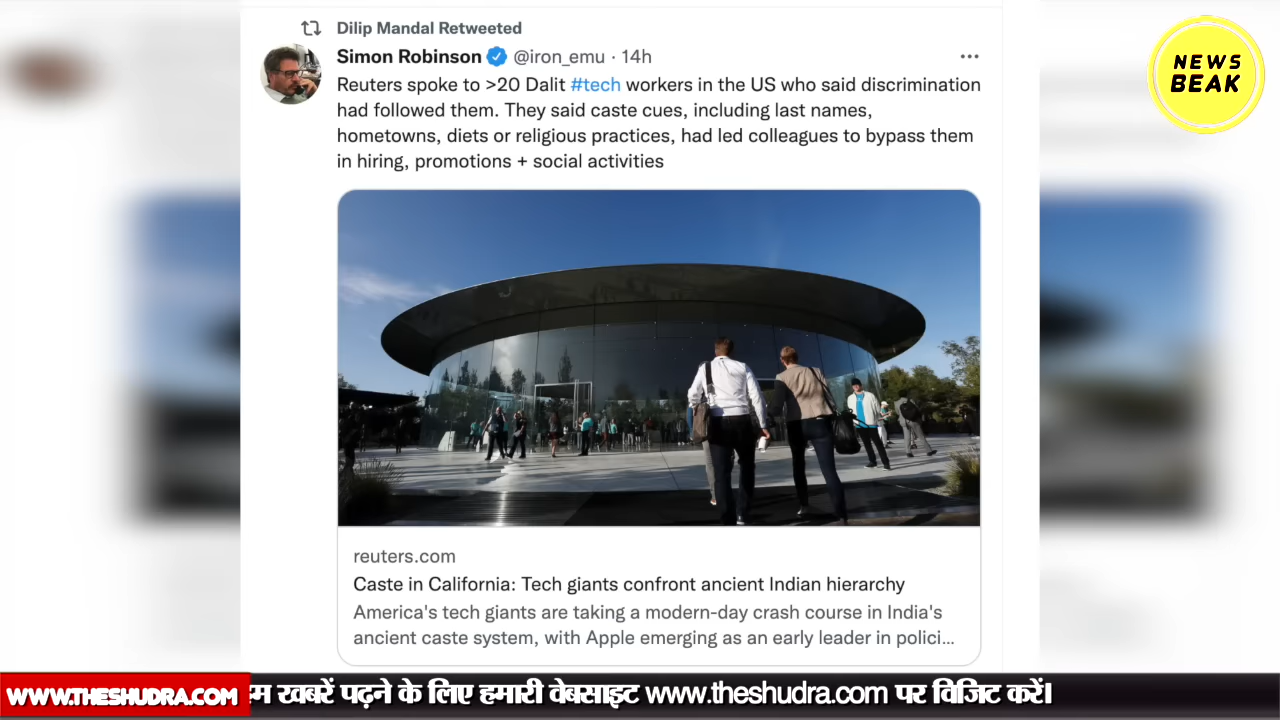 Dilip Mandal Retweeted
Simon Robinson @iron_emu · 14h
Reuters spoke to >20 Dalit #tech workers in the US who said discrimination
had followed them. They said caste cues, including last names,
hometowns, diets or religious practices, had led colleagues to bypass them
in hiring, promotions + social activities
NEWS
BEAK
reuters.com
Caste in California: Tech giants confront ancient Indian hierarchy
America's tech giants are taking a modern-day crash course in India's
ancient caste system, with Apple emerging as an early leader in polici...
WWW.THESHUDRA.COM
खबरें पढ़ने के लिए हमारी वेबसाइट www.theshudra.com पर विजिट करें।